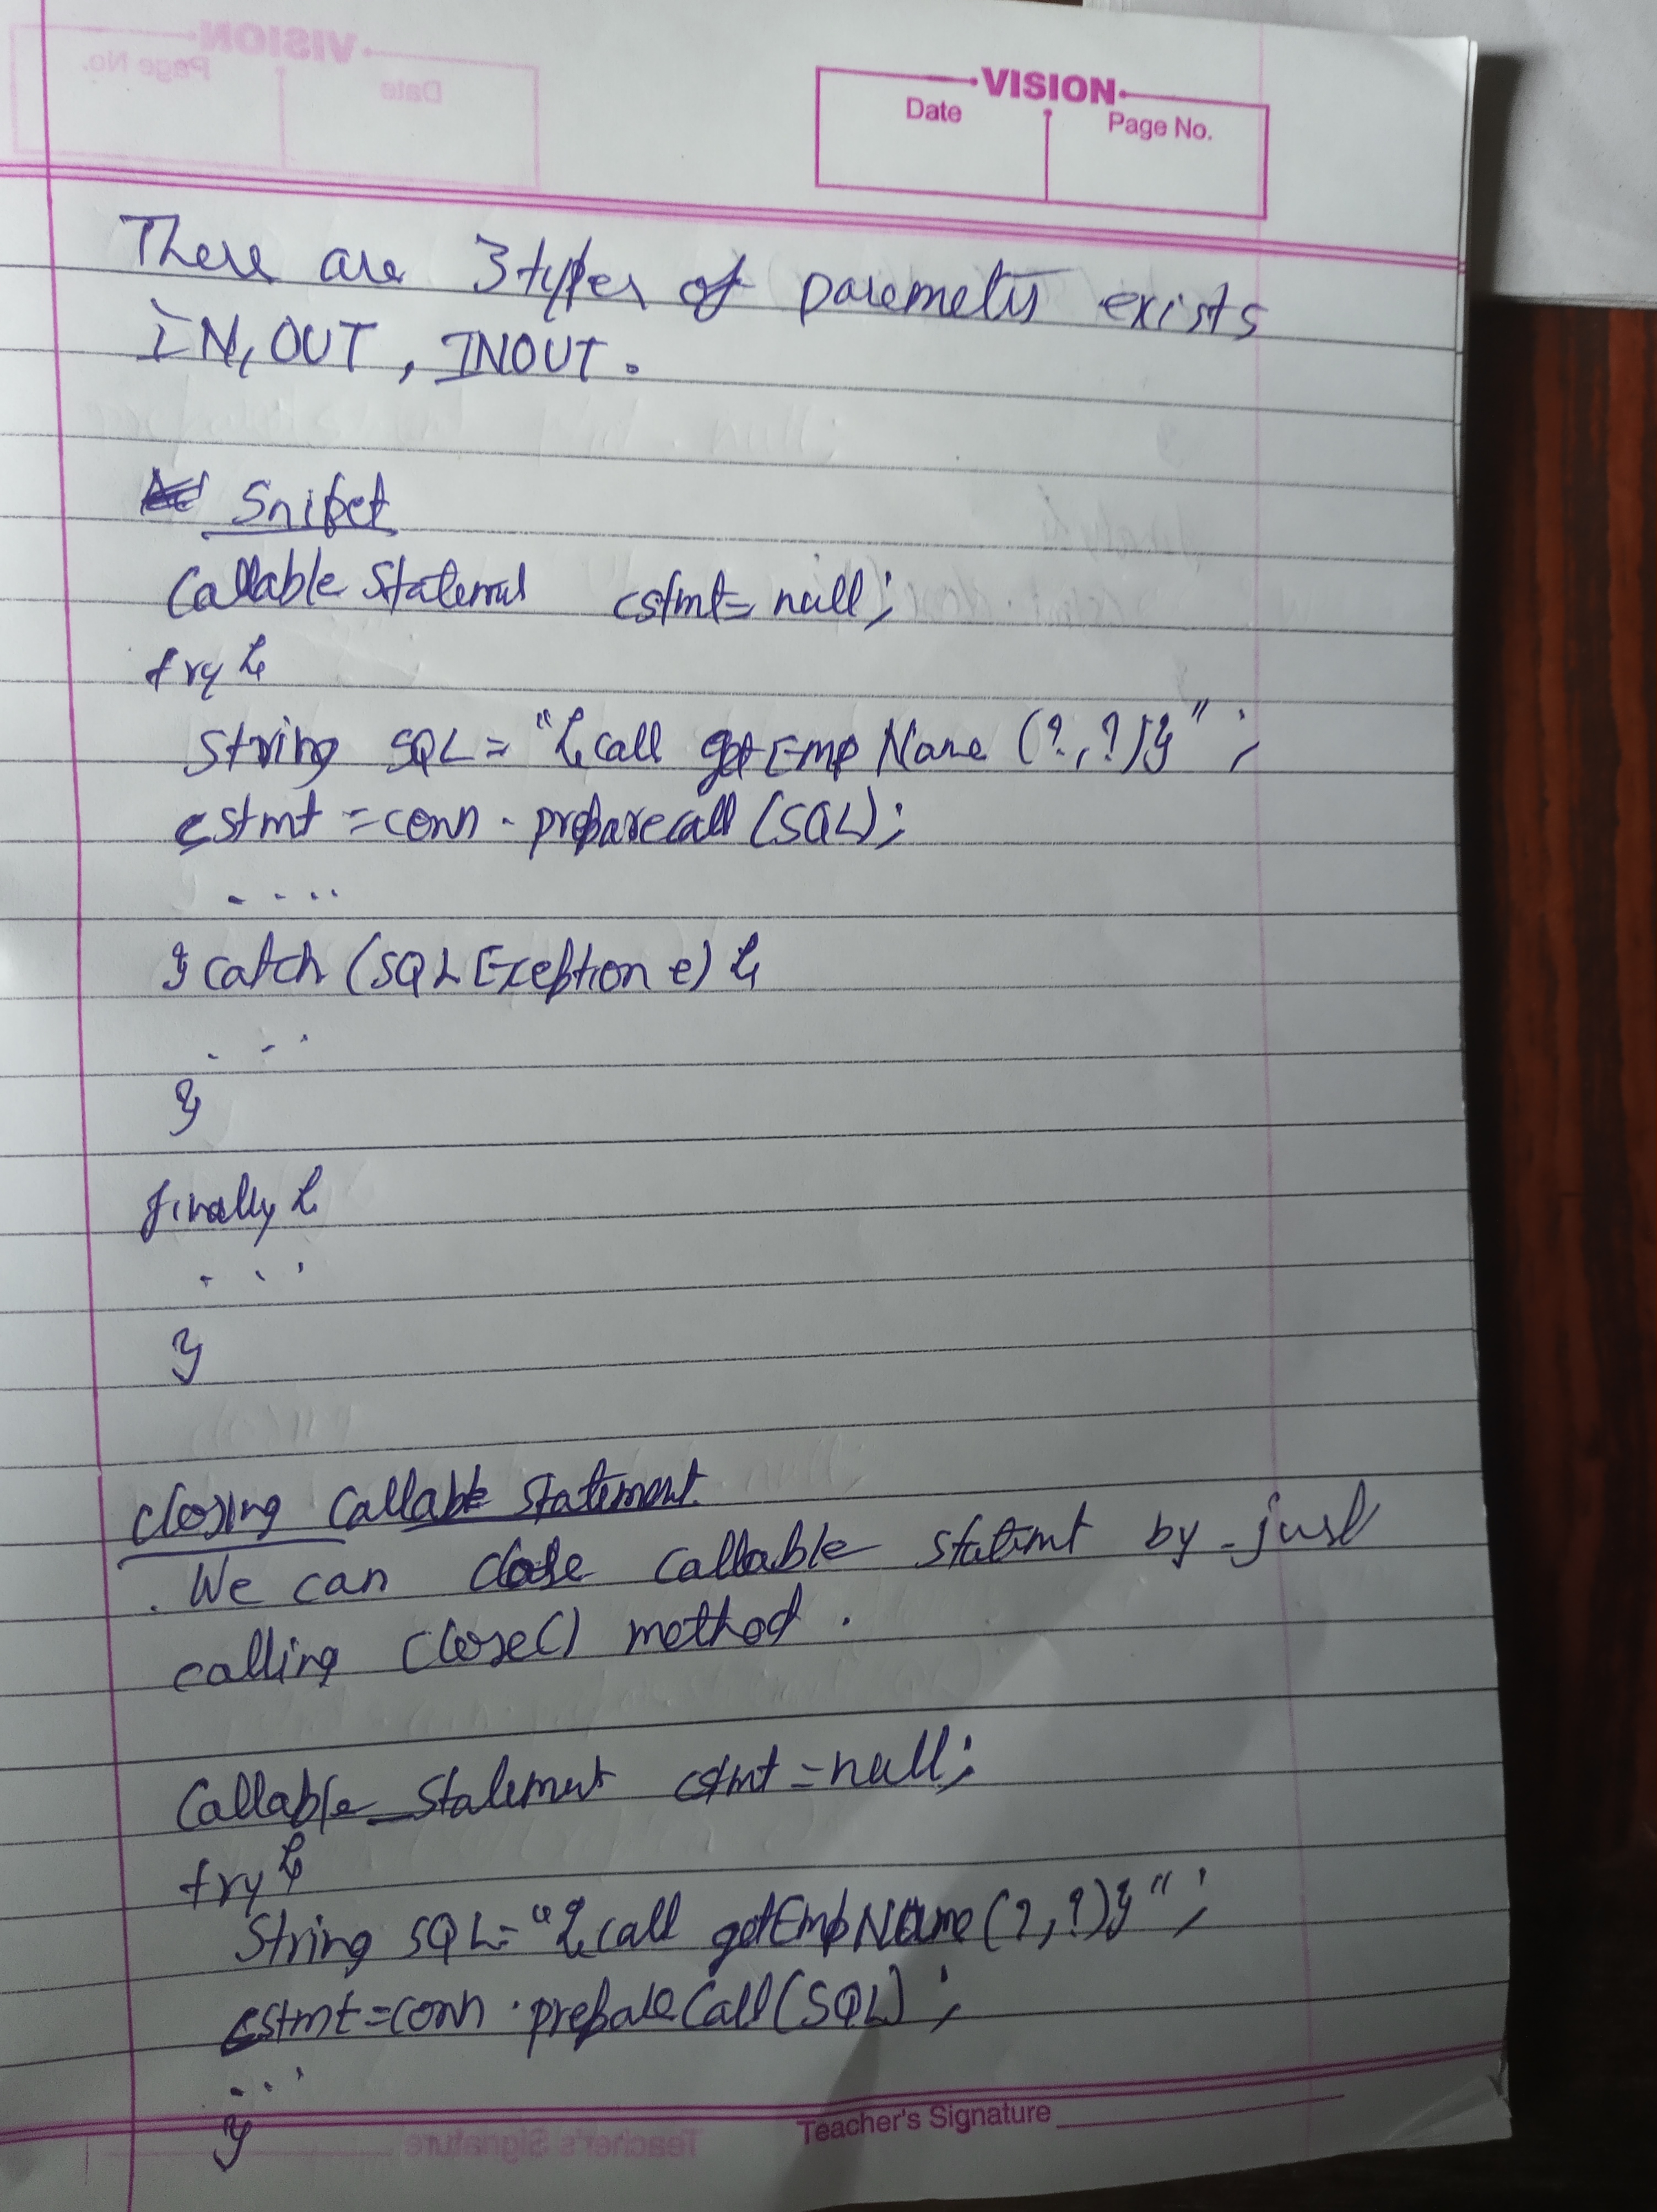 VISION
Date
Page No.
There are 3 types of paremeters exists
IN, OUT, INOUT.
Snipet
Callable Statement cstmt = null;
try {
String SQL = "{call getEmpName (?,?)}";
cstmt = conn.preparecall(SQL);
....
} catch (SQLException e) {
...
}
finally {
...
}
closing Callable Statement
. We can close callable statemt by just
calling close() method.
Callable Statement cstmt = null;
try {
String SQL = "{call getEmpName(?,?)}";
cstmt = conn.prepareCall(SQL);
...
}
Teacher's Signature